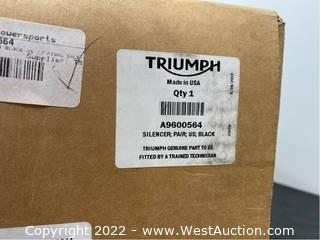 owersports
564
Supplier:
TRIUMPH
Made in USA
Qty 1
A9600564
SILENCER; PAIR; US; BLACK
TRIUMPH GENUINE PART TO BE
FITTED BY A TRAINED TECHNICIAN
Copyright 2022 - WestAuction.com